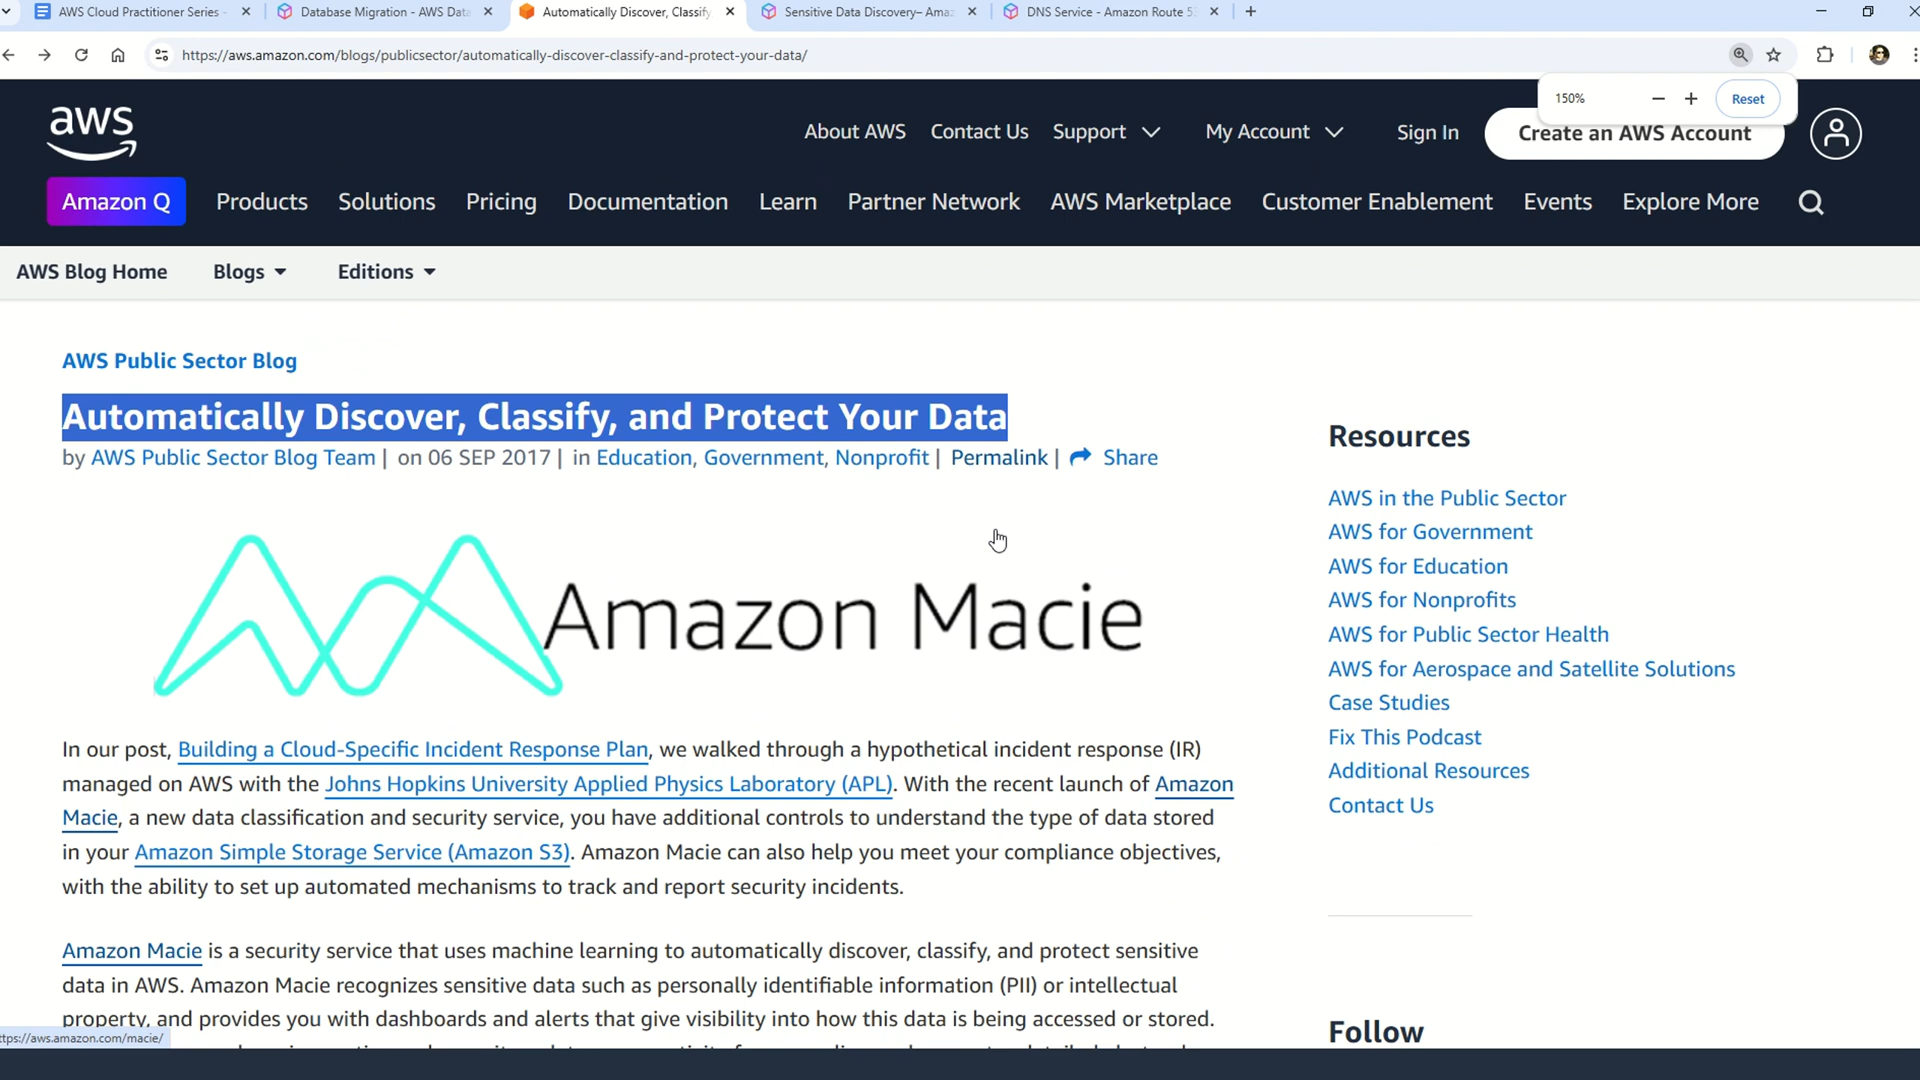 AWS Cloud Practitioner Series -
Database Migration - AWS Data
Automatically Discover, Classify
Sensitive Data Discovery– Amaz
DNS Service - Amazon Route 5
https://aws.amazon.com/blogs/publicsector/automatically-discover-classify-and-protect-your-data/
150%
Reset
aws
About AWS Contact Us Support My Account Sign In Create an AWS Account
Amazon Q Products Solutions Pricing Documentation Learn Partner Network AWS Marketplace Customer Enablement Events Explore More
AWS Blog Home Blogs Editions
AWS Public Sector Blog
Automatically Discover, Classify, and Protect Your Data
by AWS Public Sector Blog Team | on 06 SEP 2017 | in Education, Government, Nonprofit | Permalink | Share
Amazon Macie
In our post, Building a Cloud-Specific Incident Response Plan, we walked through a hypothetical incident response (IR)
managed on AWS with the Johns Hopkins University Applied Physics Laboratory (APL). With the recent launch of Amazon
Macie, a new data classification and security service, you have additional controls to understand the type of data stored
in your Amazon Simple Storage Service (Amazon S3). Amazon Macie can also help you meet your compliance objectives,
with the ability to set up automated mechanisms to track and report security incidents.
Amazon Macie is a security service that uses machine learning to automatically discover, classify, and protect sensitive
data in AWS. Amazon Macie recognizes sensitive data such as personally identifiable information (PII) or intellectual
property, and provides you with dashboards and alerts that give visibility into how this data is being accessed or stored.
Resources
AWS in the Public Sector
AWS for Government
AWS for Education
AWS for Nonprofits
AWS for Public Sector Health
AWS for Aerospace and Satellite Solutions
Case Studies
Fix This Podcast
Additional Resources
Contact Us
Follow
ttps://aws.amazon.com/macie/